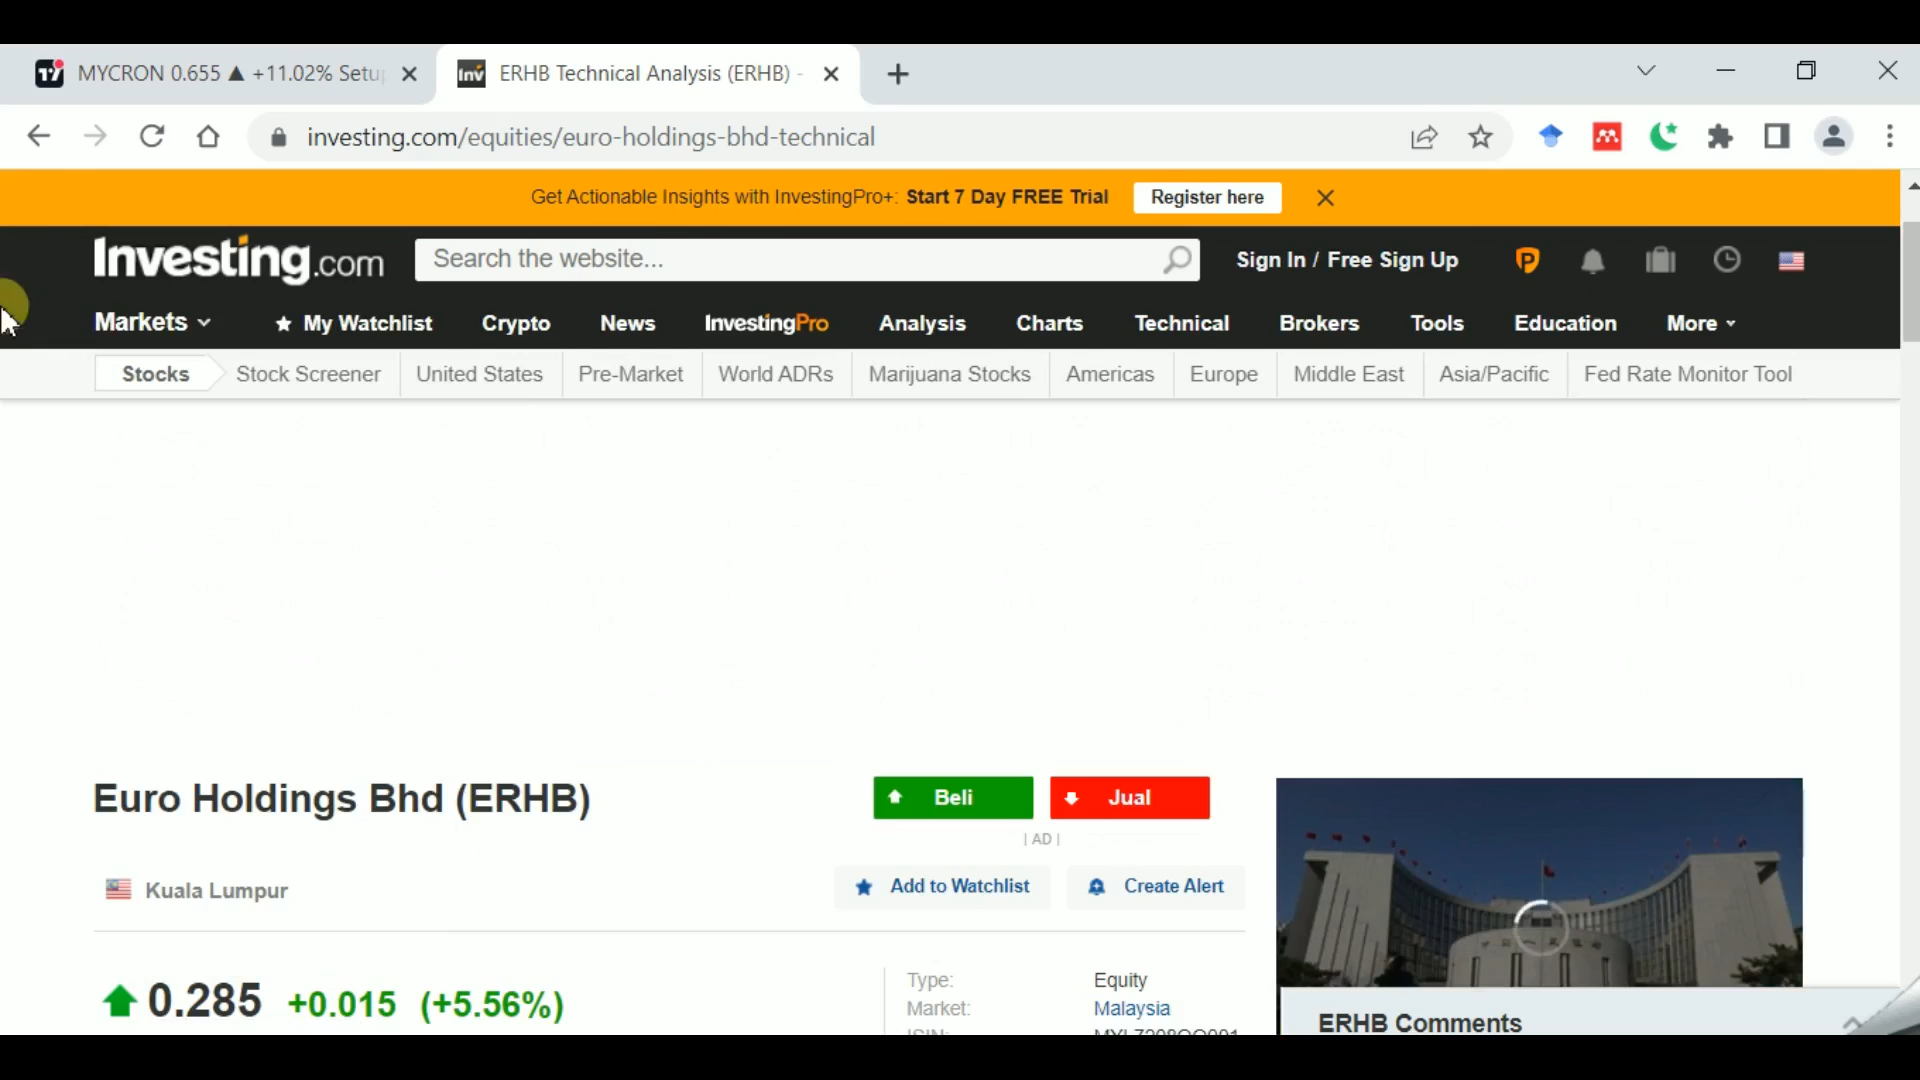 MYCRON 0.655 ▲ +11.02% Setu
ERHB Technical Analysis (ERHB) -
investing.com/equities/euro-holdings-bhd-technical
Get Actionable Insights with InvestingPro+: Start 7 Day FREE Trial Register here
Investing.com Search the website... Sign In / Free Sign Up
Markets My Watchlist Crypto News InvestingPro Analysis Charts Technical Brokers Tools Education More
Stocks Stock Screener United States Pre-Market World ADRs Marijuana Stocks Americas Europe Middle East Asia/Pacific Fed Rate Monitor Tool
Euro Holdings Bhd (ERHB)
Beli Jual
| AD |
Kuala Lumpur
Add to Watchlist Create Alert
0.285 +0.015 (+5.56%)
Type: Equity
Market: Malaysia
ERHB Comments